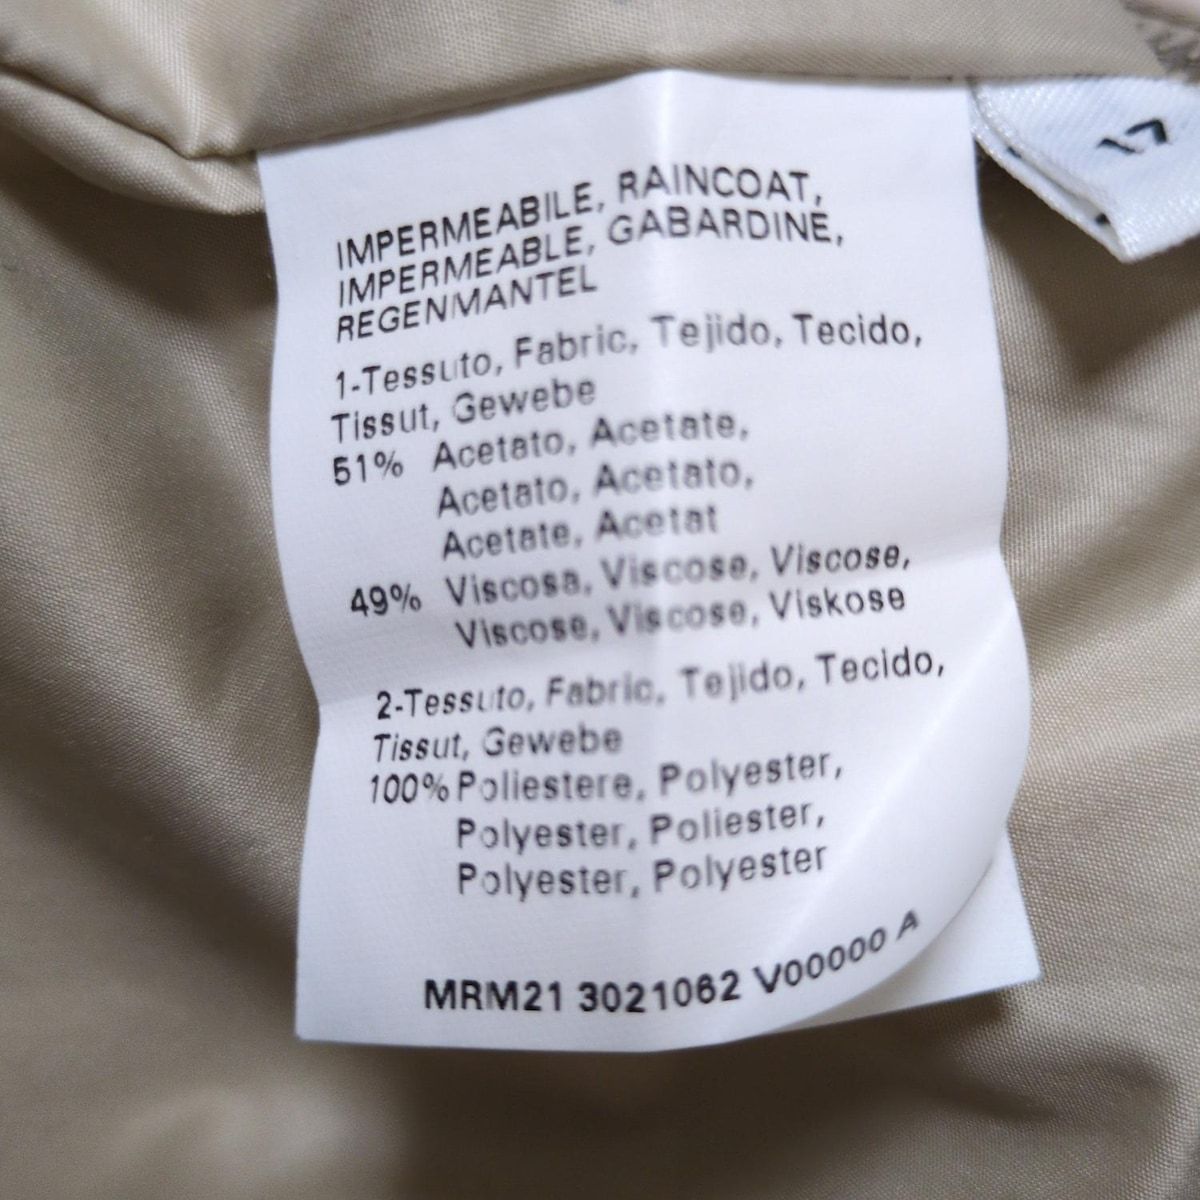 IMPERMEABILE, RAINCOAT,
IMPERMEABLE, GABARDINE,
REGENMANTEL
1-Tessuto, Fabric, Tejido, Tecido,
Tissut, Gewebe
51% Acetato, Acetate,
Acetato, Acetato,
Acetate, Acetat
49% Viscosa, Viscose, Viscose,
Viscose, Viscose, Viskose
2-Tessuto, Fabric, Tejido, Tecido,
Tissut, Gewebe
100% Poliestere, Polyester,
Polyester, Poliester,
Polyester, Polyester
MRM21 3021062 V00000 A